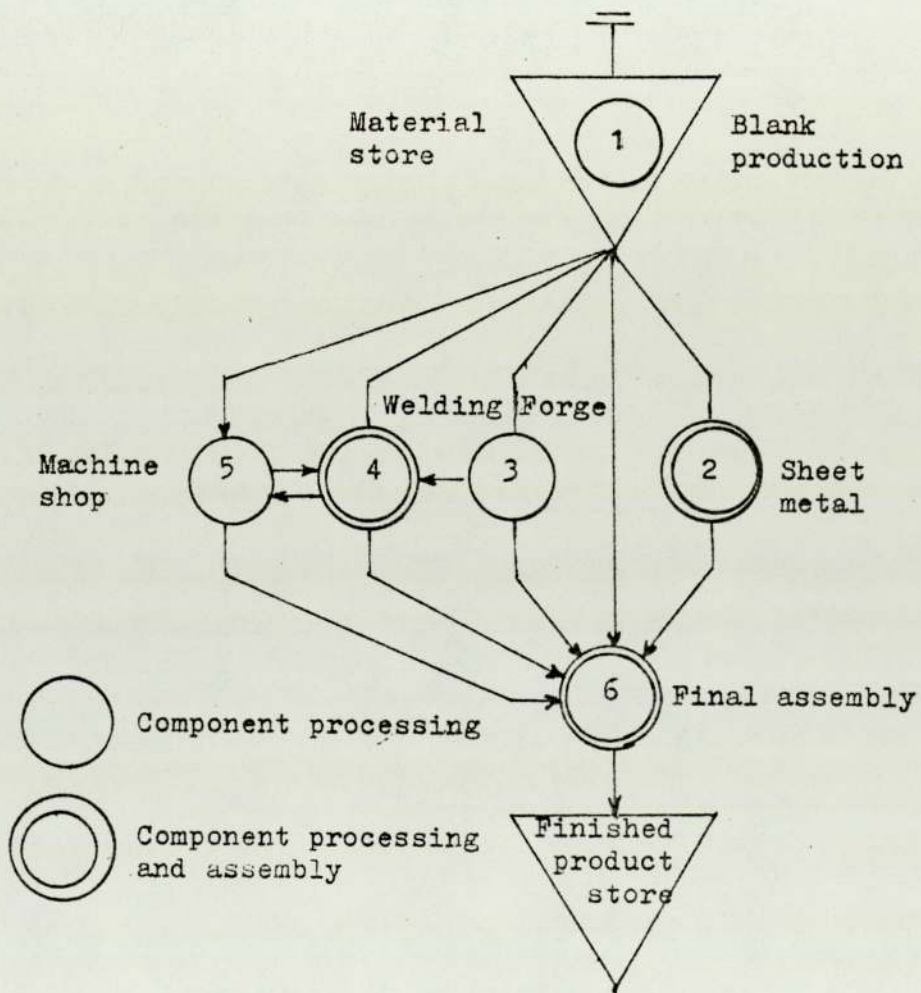 Material
store
1
Blank
production
Welding Forge
Machine
shop
5
4
3
2
Sheet
metal
6
Final assembly
Component processing
Component processing
and assembly
Finished
product
store